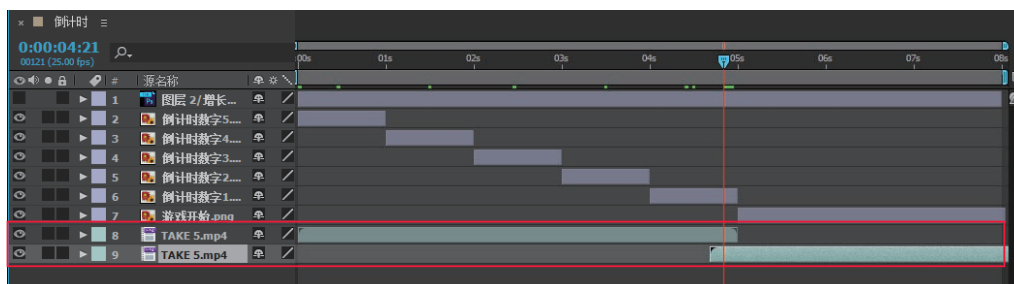 × 倒计时 ≡
0:00:04:21
00121 (25.00 fps)
:00s 01s 02s 03s 04s 05s 06s 07s 08s
# 源名称
1 图层 2/增长...
2 倒计时数字5....
3 倒计时数字4....
4 倒计时数字3....
5 倒计时数字2....
6 倒计时数字1....
7 游戏开始.png
8 TAKE 5.mp4
9 TAKE 5.mp4